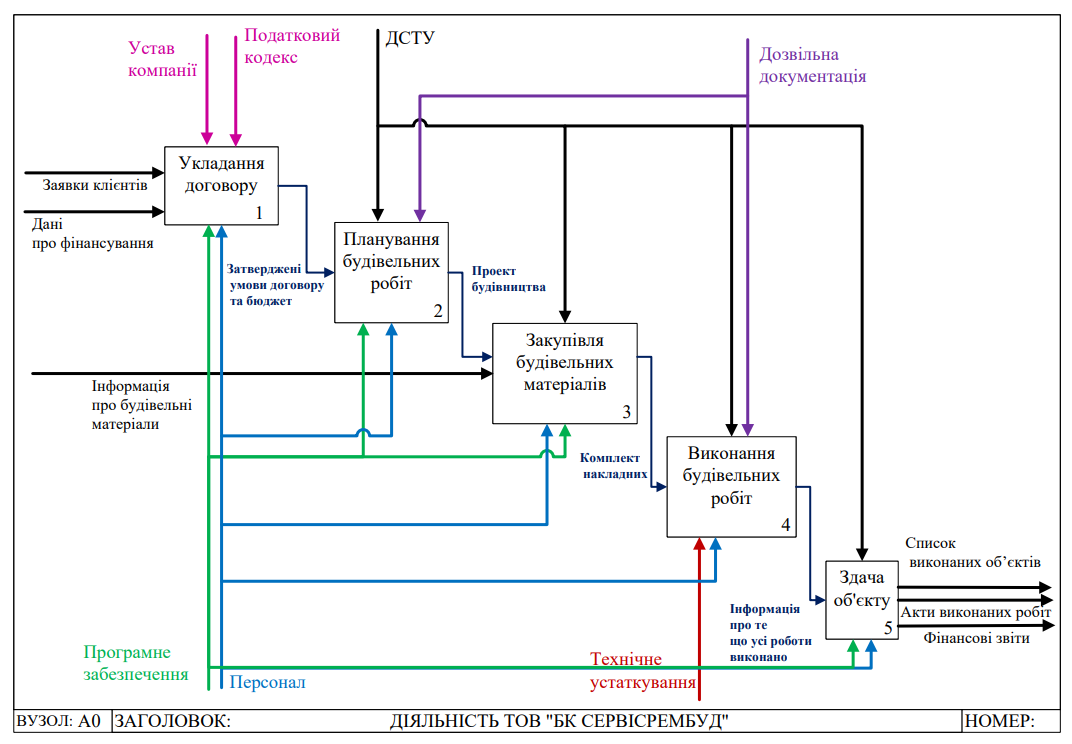 Устав
компанії
Податковий
кодекс
ДСТУ
Дозвільна
документація
Заявки клієнтів
Дані
про фінансування
Укладання
договору
1
Затверджені
умови договору
та бюджет
Планування
будівельних
робіт
2
Проект
будівництва
Інформація
про будівельні
матеріали
Закупівля
будівельних
матеріалів
3
Комплект
накладних
Виконання
будівельних
робіт
4
Інформація
про те
що усі роботи
виконано
Здача
об'єкту
5
Список
виконаних об’єктів
Акти виконаних робіт
Фінансові звіти
Програмне
забезпечення
Персонал
Технічне
устаткування
ВУЗОЛ: А0 ЗАГОЛОВОК: ДІЯЛЬНІСТЬ ТОВ "БК СЕРВІСРЕМБУД" НОМЕР: